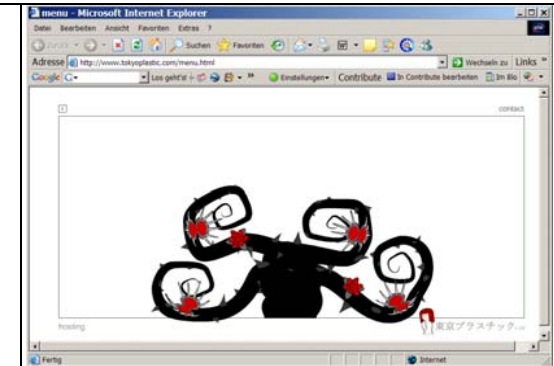 menu - Microsoft Internet Explorer
Datei Bearbeiten Ansicht Favoriten Extras ?
Zurück Suchen Favoriten
Adresse http://www.tokyoplastic.com/menu.html Wechseln zu Links »
Google G Los geht's! Einstellungen Contribute In Contribute bearbeiten
contact
hosting
東京プラスチック
Fertig Internet